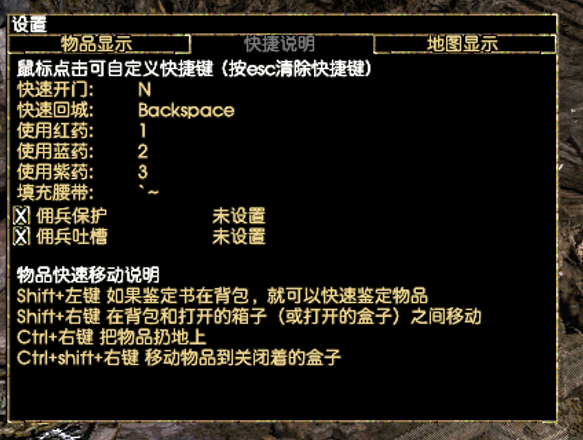 设置
物品显示 快捷说明 地图显示
鼠标点击可自定义快捷键（按esc清除快捷键）
快速开门: N
快速回城: Backspace
使用红药: 1
使用蓝药: 2
使用紫药: 3
填充腰带: `~
X 佣兵保护 未设置
X 佣兵吐槽 未设置
物品快速移动说明
Shift+左键 如果鉴定书在背包，就可以快速鉴定物品
Shift+右键 在背包和打开的箱子（或打开的盒子）之间移动
Ctrl+右键 把物品扔地上
Ctrl+shift+右键 移动物品到关闭着的盒子